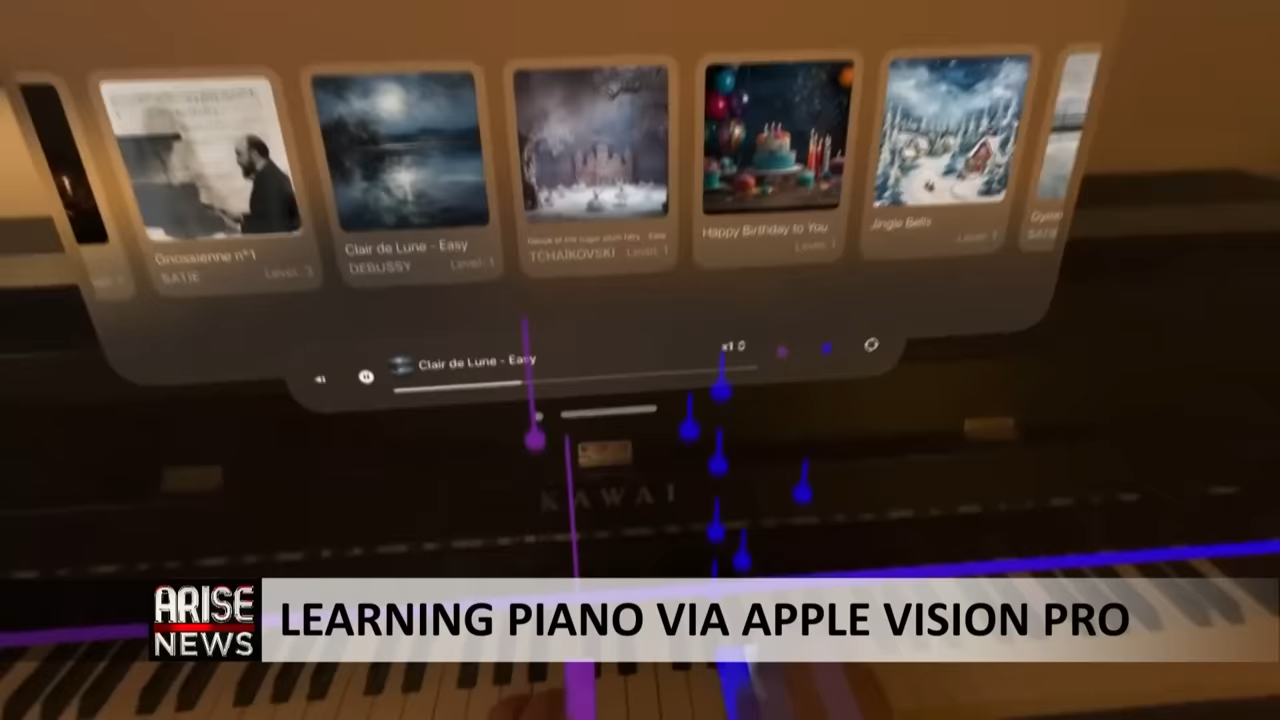 Gnossienne n°1
SATIE Level: 3
Clair de Lune - Easy
DEBUSSY Level: 1
TCHAÏKOVSKI Level: 1
Happy Birthday to You
Level: 1
Jingle Bells
Level: 1
Clair de Lune - Easy
x1 0
KAWAI
ARISE
NEWS
LEARNING PIANO VIA APPLE VISION PRO